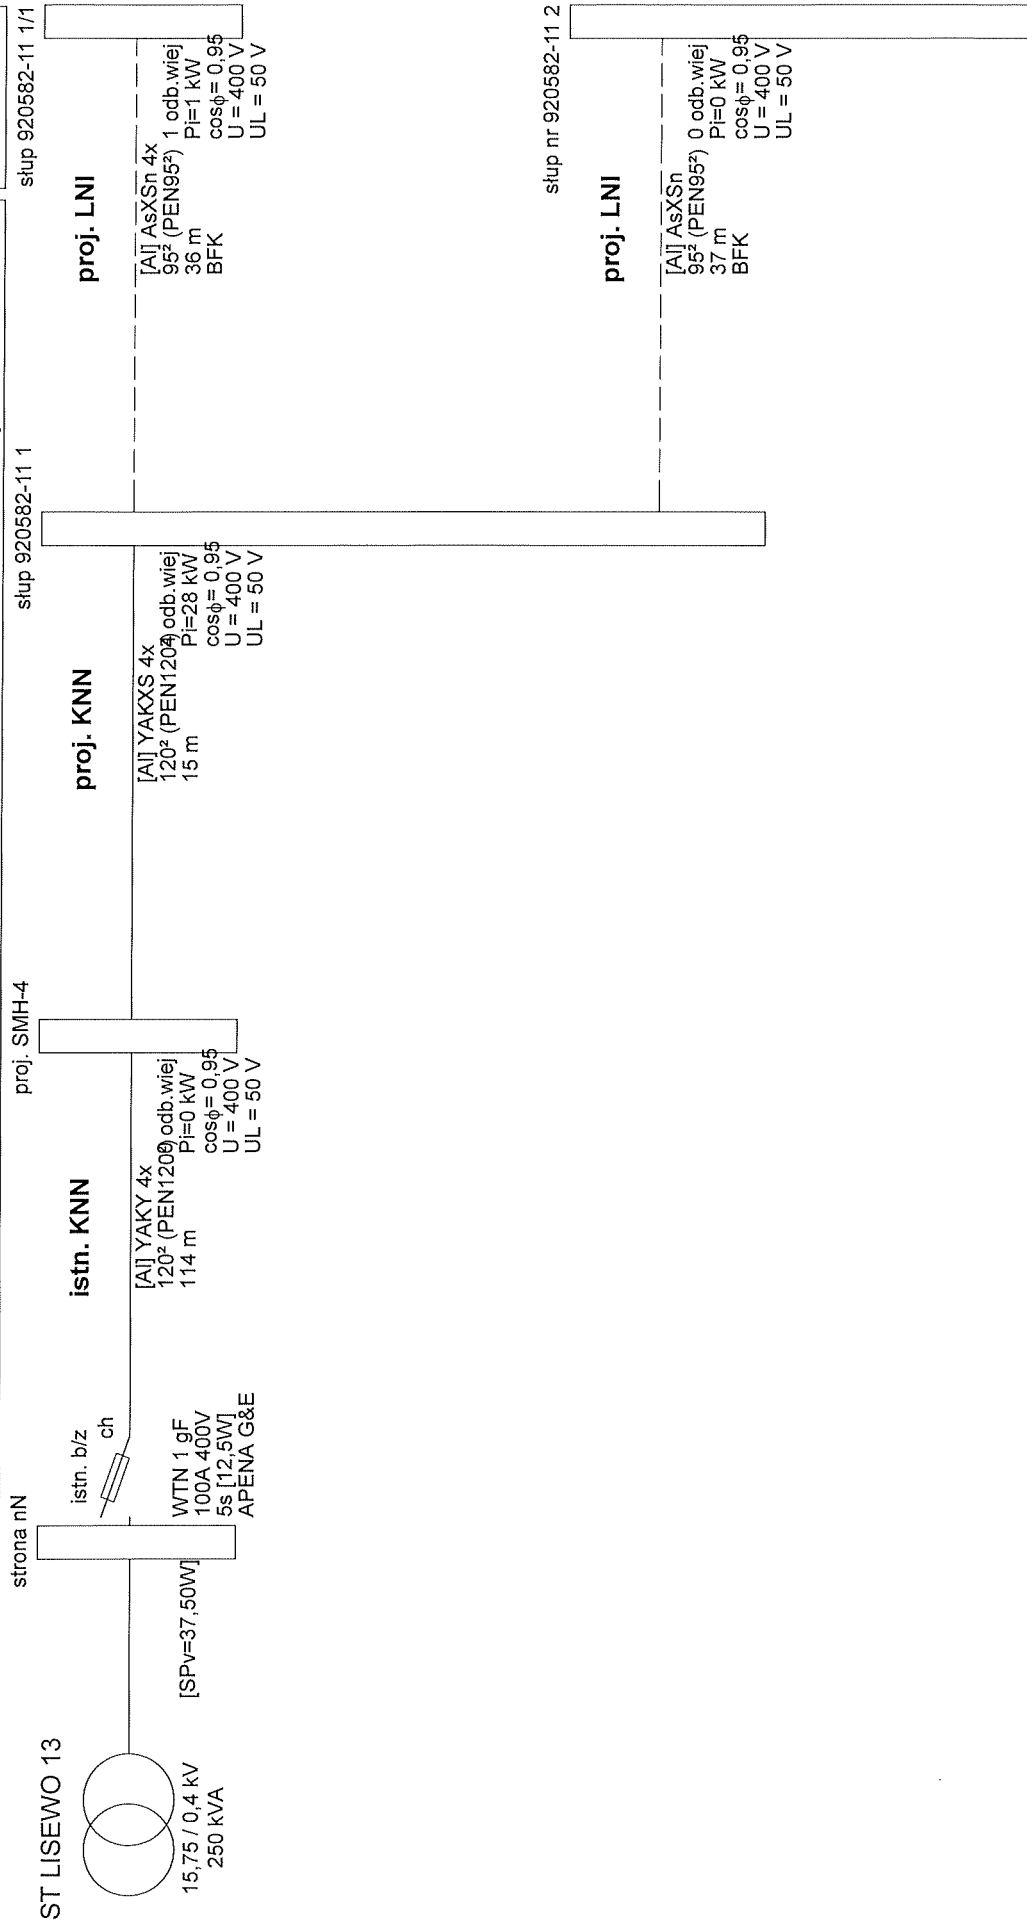 ST LISEWO 13
15,75 / 0,4 kV
250 kVA
[SPv=37,50W]
strona nN
istn. b/z
ch
WTN 1 gF
100A 400V
5s [12,5W]
APENA G&E
istn. KNN
[Al] YAKY 4x
120² (PEN120²)
114 m
proj. SMH-4
0 odb.wiej
Pi=0 kW
cosϕ= 0,95
U = 400 V
UL = 50 V
proj. KNN
[Al] YAKXS 4x
120² (PEN120²)
15 m
słup 920582-11 1
4 odb.wiej
Pi=28 kW
cosϕ= 0,95
U = 400 V
UL = 50 V
proj. LNI
[Al] AsXSn 4x
95² (PEN95²)
36 m
BFK
słup 920582-11 1/1
1 odb.wiej
Pi=1 kW
cosϕ= 0,95
U = 400 V
UL = 50 V
proj. LNI
[Al] AsXSn
95² (PEN95²)
37 m
BFK
słup nr 920582-11 2
0 odb.wiej
Pi=0 kW
cosϕ= 0,95
U = 400 V
UL = 50 V